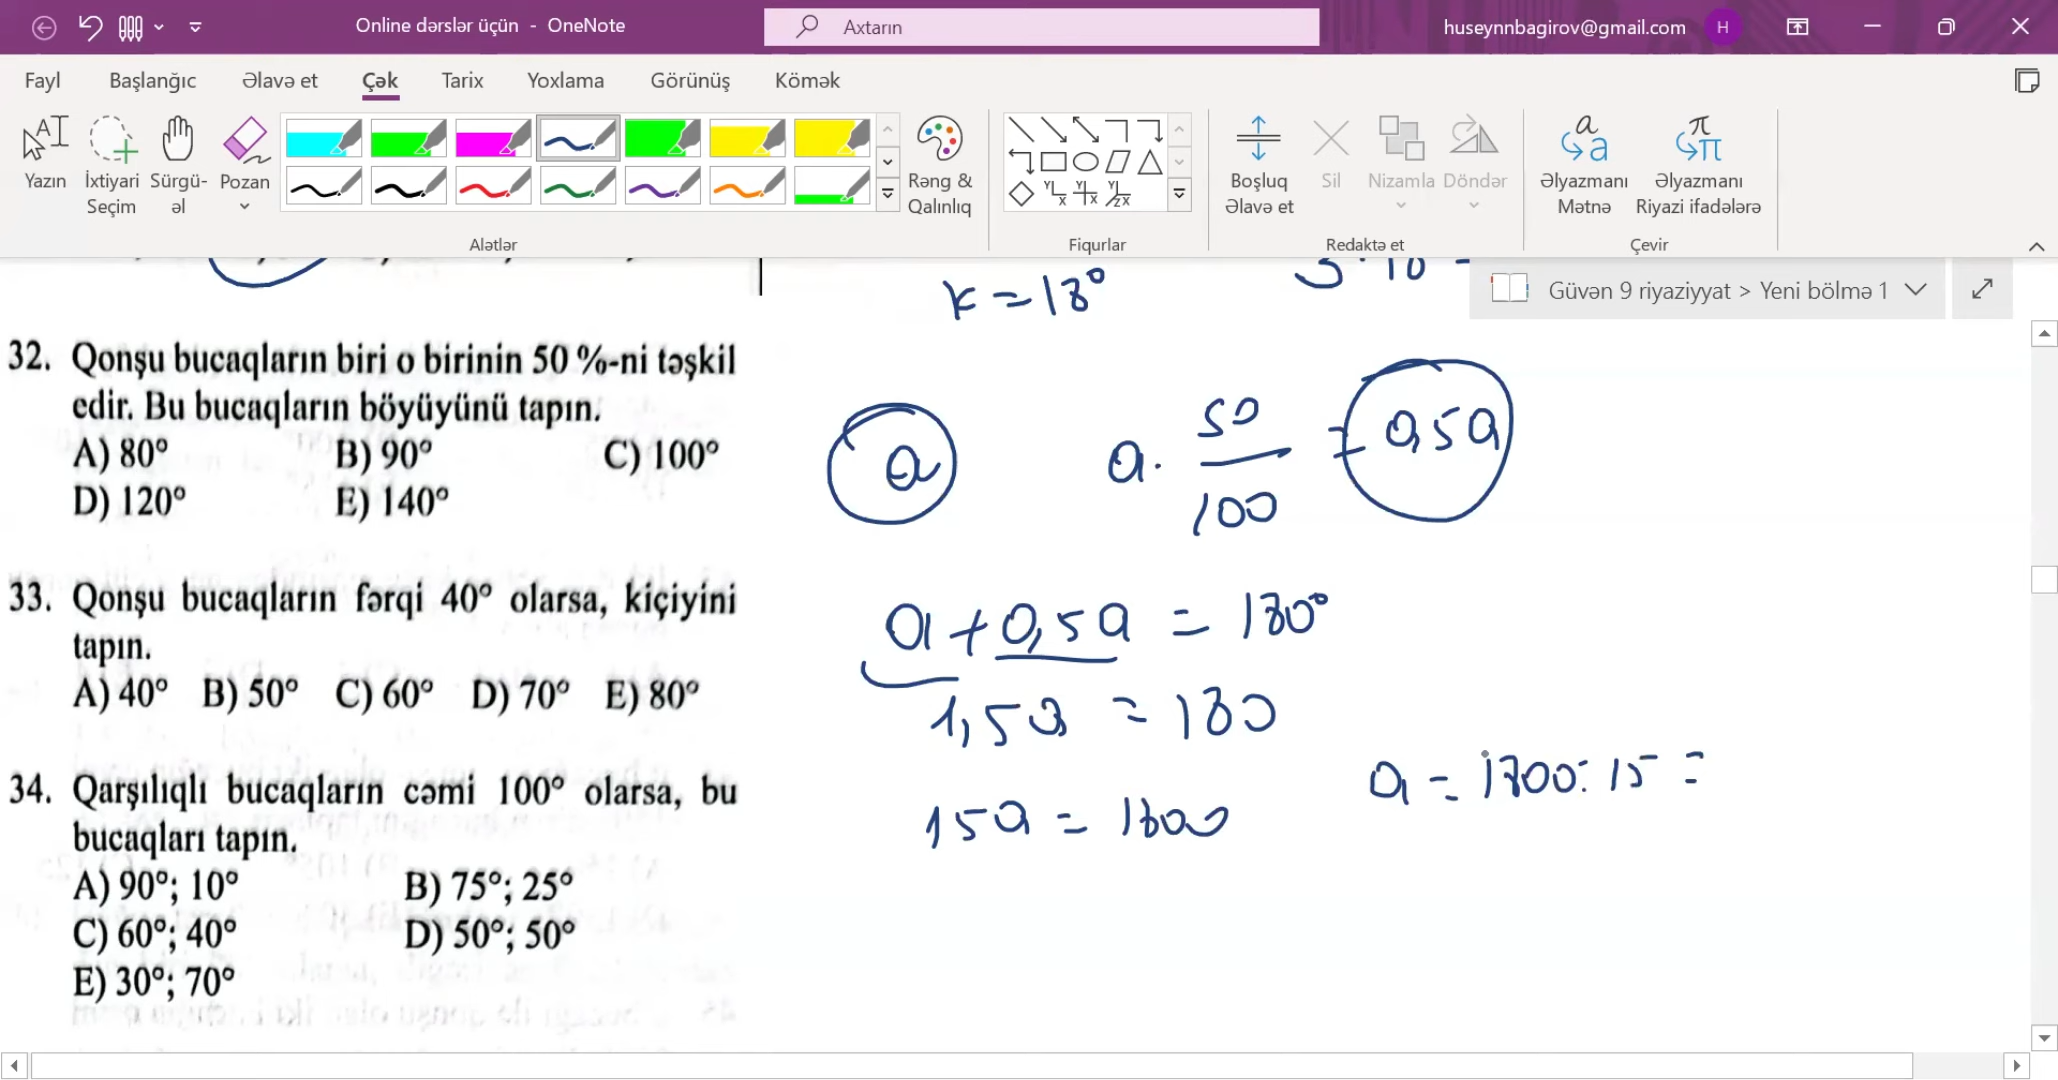 Online dərslər üçün - OneNote
Axtarın
huseynnbagirov@gmail.com
H
Fayl Başlanğıc Əlavə et Çək Tarix Yoxlama Görünüş Kömək
Yazın
İxtiyari Seçim
Sürgü-əl
Pozan
Rəng & Qalınlıq
Boşluq Əlavə et
Sil
Nizamla
Döndər
Əlyazmanı Mətnə
Əlyazmanı Riyazi ifadələrə
Alətlər
Fiqurlar
Redaktə et
Çevir
Güvən 9 riyaziyyat > Yeni bölmə 1
k = 18°
32. Qonşu bucaqların biri o birinin 50 %-ni təşkil
edir. Bu bucaqların böyüyünü tapın.
A) 80° B) 90° C) 100°
D) 120° E) 140°
33. Qonşu bucaqların fərqi 40° olarsa, kiçiyini
tapın.
A) 40° B) 50° C) 60° D) 70° E) 80°
34. Qarşılıqlı bucaqların cəmi 100° olarsa, bu
bucaqları tapın.
A) 90°; 10° B) 75°; 25°
C) 60°; 40° D) 50°; 50°
E) 30°; 70°
a
a · 50/100 = 0,5a
a + 0,5a = 180°
1,5a = 180
15a = 1800
a = 1800 : 15 =